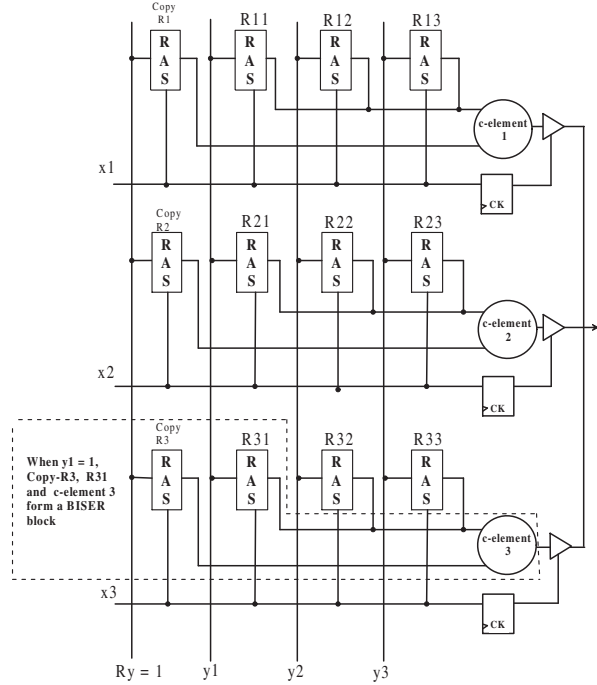 Copy
R1
R11
R12
R13
R
A
S
R
A
S
R
A
S
R
A
S
c-element
1
x1
CK
Copy
R2
R21
R22
R23
R
A
S
R
A
S
R
A
S
R
A
S
c-element
2
x2
CK
Copy
R3
R31
R32
R33
When y1 = 1,
Copy-R3, R31
and c-element 3
form a BISER
block
R
A
S
R
A
S
R
A
S
R
A
S
c-element
3
x3
CK
Ry = 1
y1
y2
y3